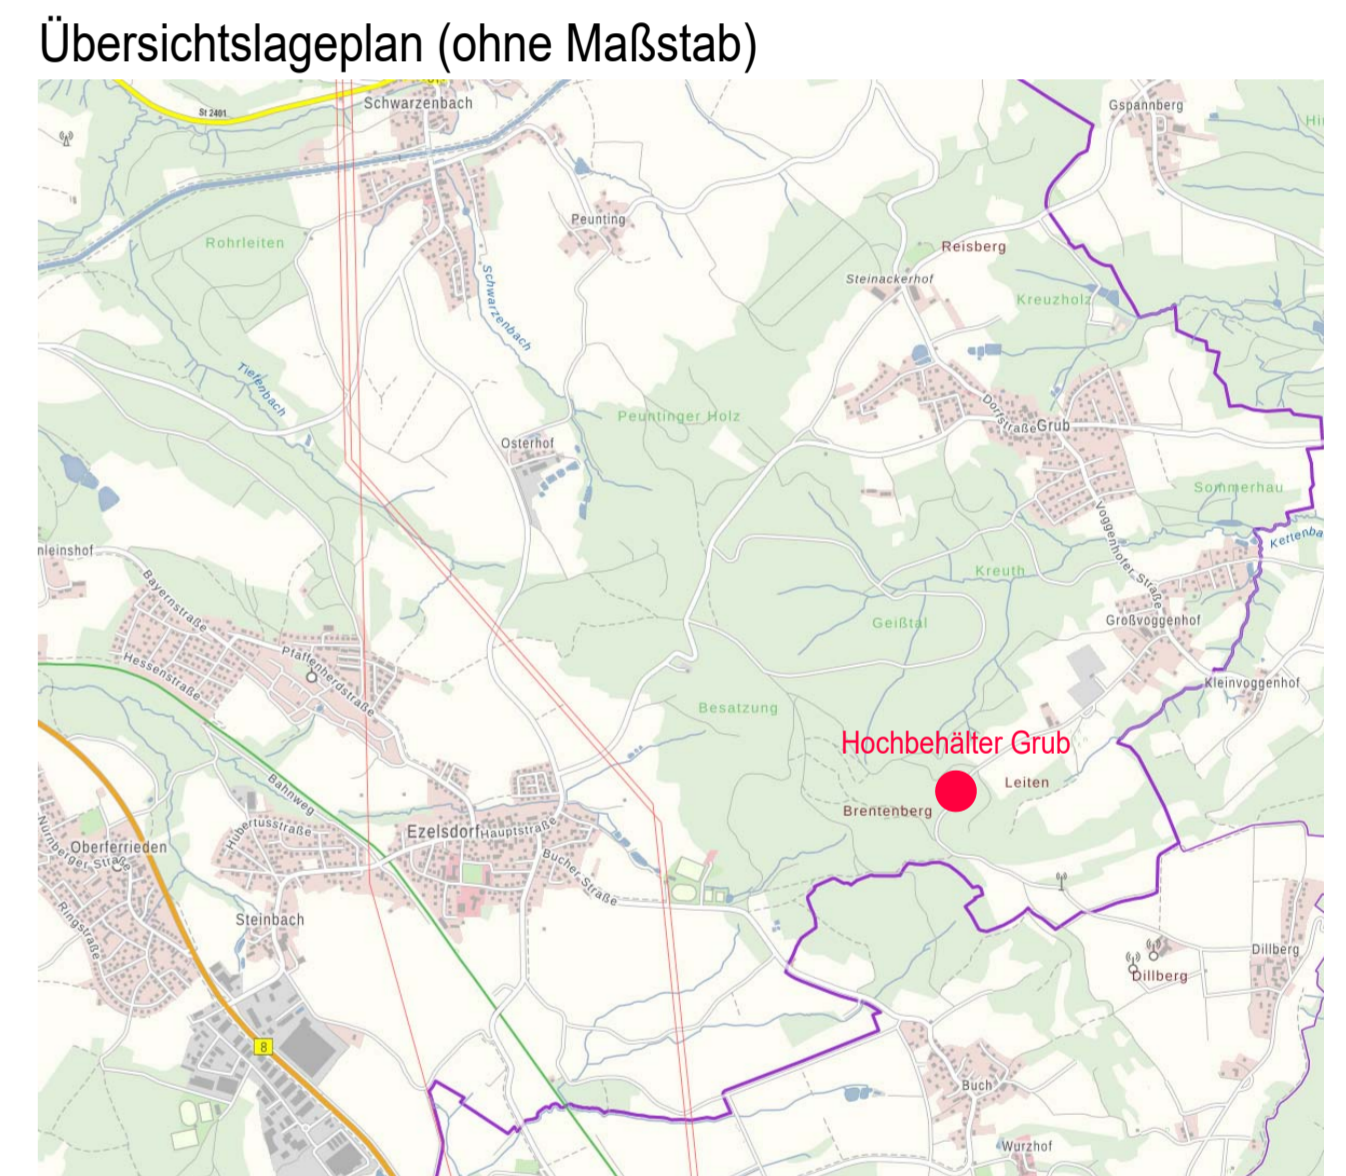 Übersichtslageplan (ohne Maßstab)
Schwarzenbach
St 2401
Gspannberg
Peunting
Rohrleiten
Reisberg
Steinackerhof
Kreuzholz
Schwarzenbach
Tiefenbach
Peuntinger Holz
Dorfstraße
Grub
Osterhof
Sommerhau
Voggenhofer Straße
nleinshof
Kreuth
Bayernstraße
Geißtal
Großvoggenhof
Pfaffenherdstraße
Hessenstraße
Kleinvoggenhof
Besatzung
Hochbehälter Grub
Leiten
Bahnweg
Brentenberg
Hubertusstraße
Ezelsdorf
Hauptstraße
Nürnberger Straße
Oberferrieden
Bucher Straße
Ringstraße
Steinbach
Dillberg
Dillberg
8
Buch
Wurzhof